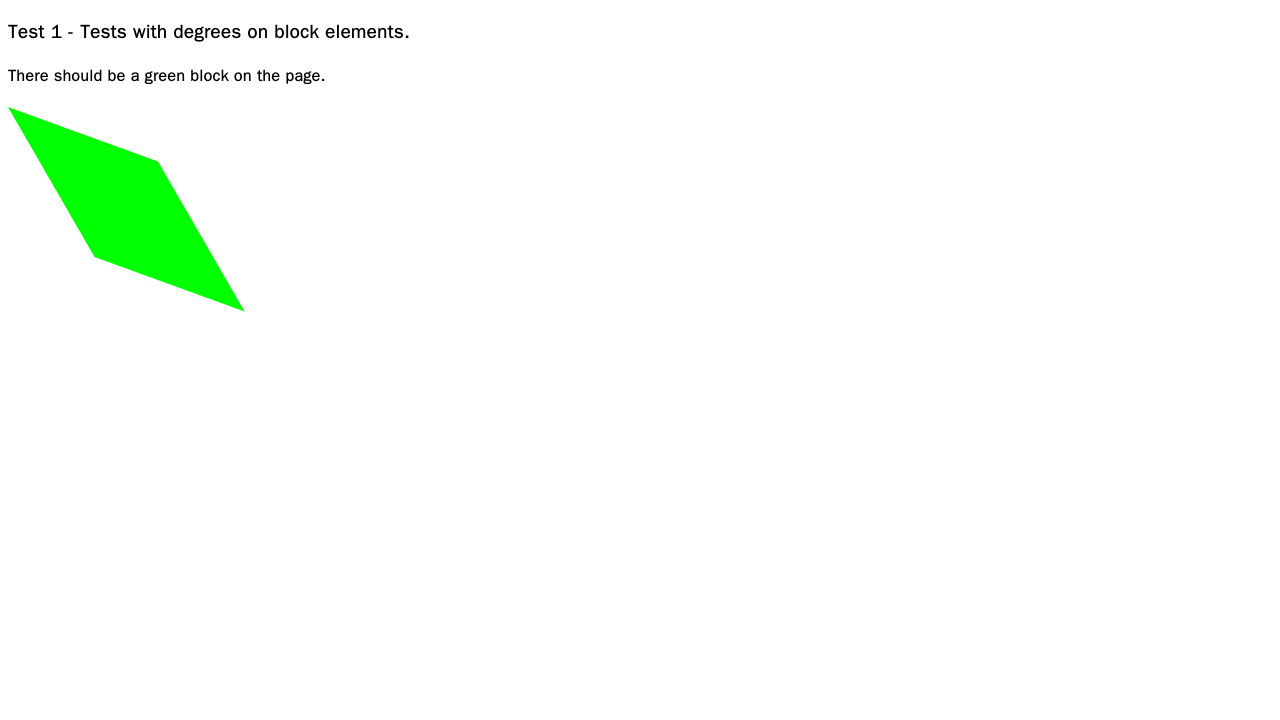 Test 1 - Tests with degrees on block elements.
There should be a green block on the page.